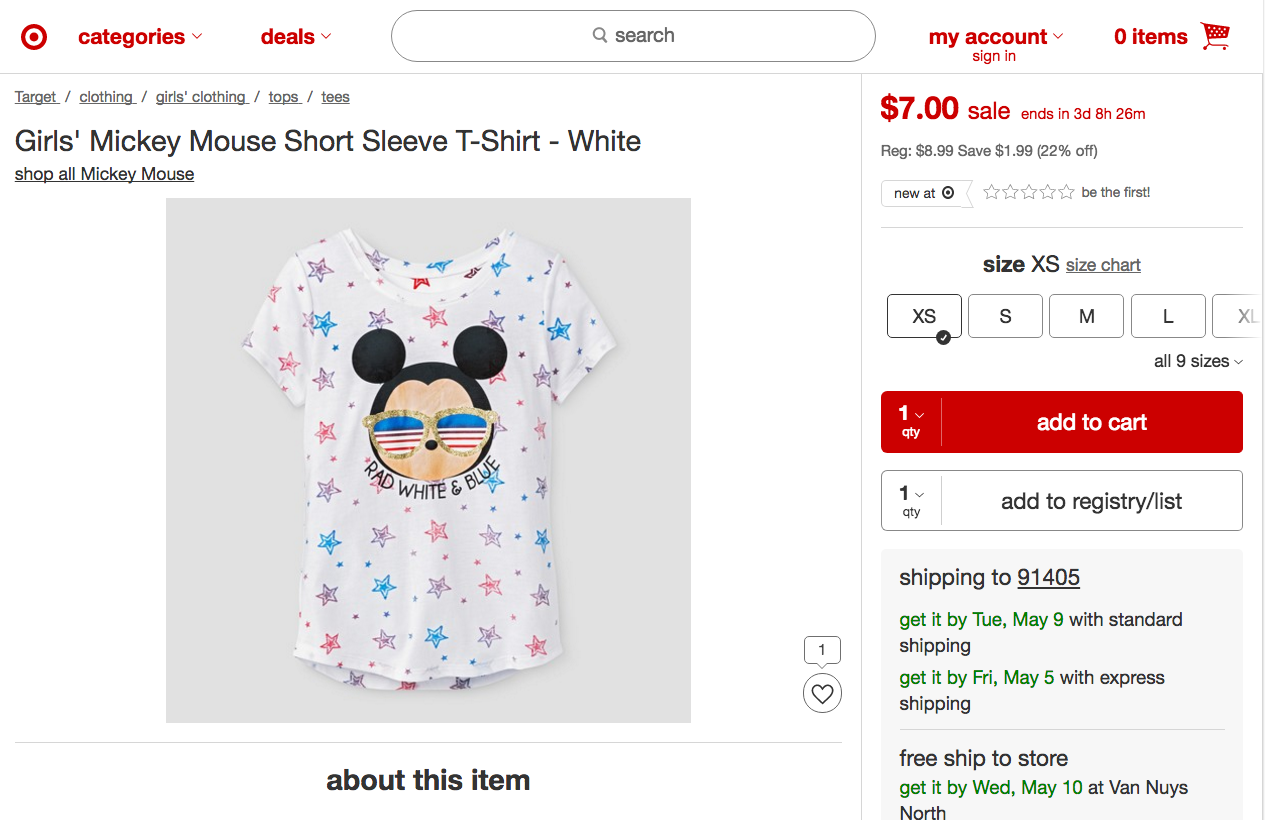 categories
deals
search
my account
sign in
0 items
Target / clothing / girls' clothing / tops / tees
Girls' Mickey Mouse Short Sleeve T-Shirt - White
shop all Mickey Mouse
RAD WHITE & BLUE
1
about this item
$7.00 sale ends in 3d 8h 26m
Reg: $8.99 Save $1.99 (22% off)
new at
be the first!
size XS size chart
XS
S
M
L
XL
all 9 sizes
1
qty
add to cart
1
qty
add to registry/list
shipping to 91405
get it by Tue, May 9 with standard
shipping
get it by Fri, May 5 with express
shipping
free ship to store
get it by Wed, May 10 at Van Nuys
North